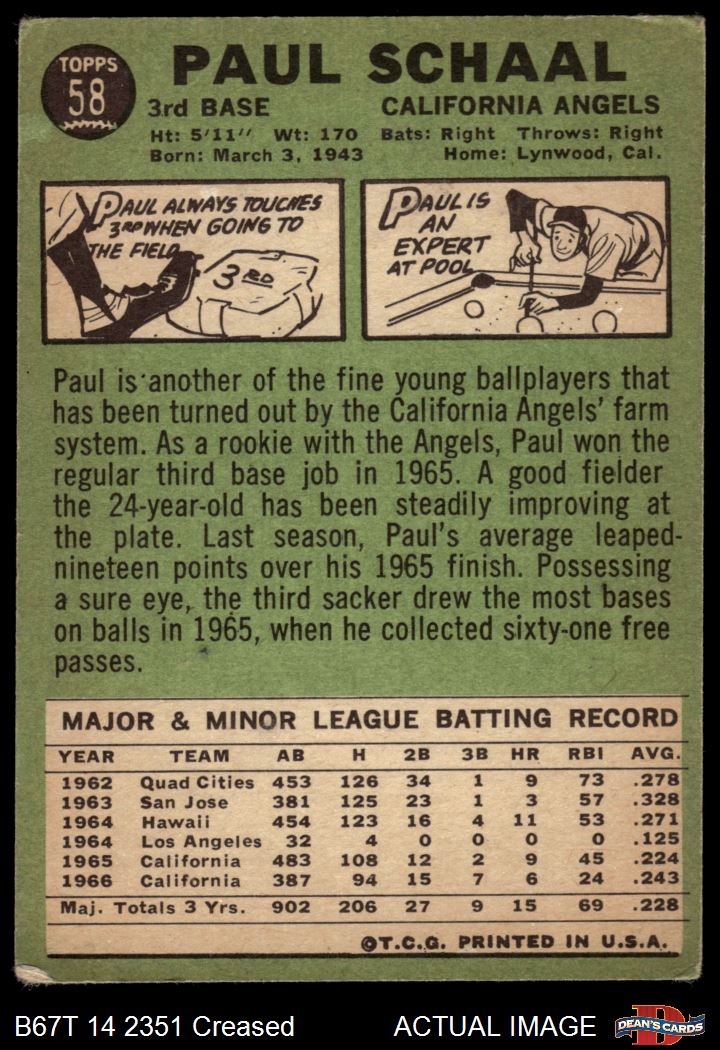 TOPPS
58
PAUL SCHAAL
3rd BASE CALIFORNIA ANGELS
Ht: 5'11" Wt: 170 Bats: Right Throws: Right
Born: March 3, 1943 Home: Lynwood, Cal.
PAUL ALWAYS TOUCHES
3RD WHEN GOING TO
THE FIELD
3RD
PAUL IS
AN
EXPERT
AT POOL
Paul is another of the fine young ballplayers that
has been turned out by the California Angels' farm
system. As a rookie with the Angels, Paul won the
regular third base job in 1965. A good fielder
the 24-year-old has been steadily improving at
the plate. Last season, Paul's average leaped-
nineteen points over his 1965 finish. Possessing
a sure eye, the third sacker drew the most bases
on balls in 1965, when he collected sixty-one free
passes.
MAJOR & MINOR LEAGUE BATTING RECORD
YEAR TEAM AB H 2B 3B HR RBI AVG.
1962 Quad Cities 453 126 34 1 9 73 .278
1963 San Jose 381 125 23 1 3 57 .328
1964 Hawaii 454 123 16 4 11 53 .271
1964 Los Angeles 32 4 0 0 0 0 .125
1965 California 483 108 12 2 9 45 .224
1966 California 387 94 15 7 6 24 .243
Maj. Totals 3 Yrs. 902 206 27 9 15 69 .228
©T.C.G. PRINTED IN U.S.A.
B67T 14 2351 Creased ACTUAL IMAGE DEAN'S CARDS